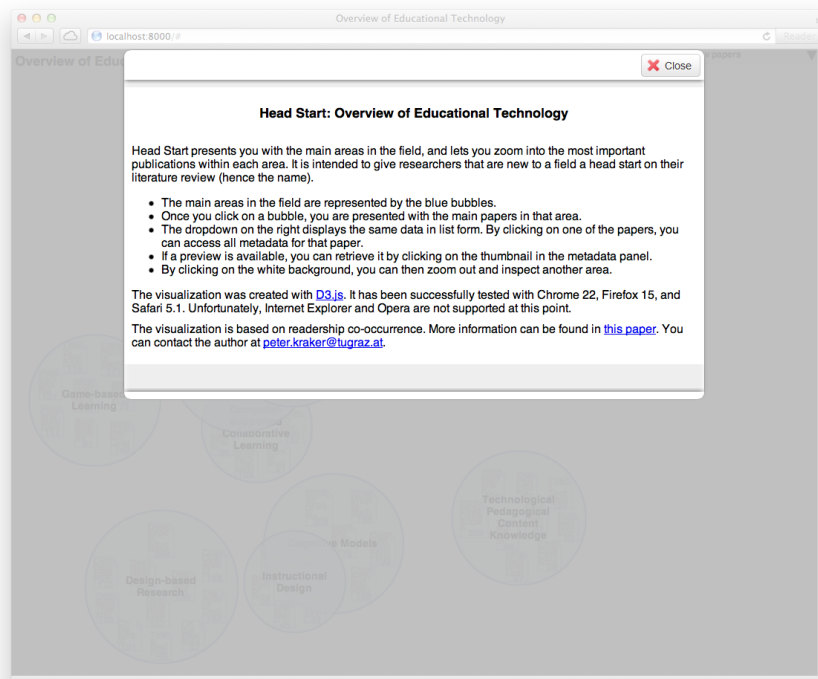 Overview of Educational Technology
localhost:8000/#
Reader
Overview of Educ
papers
Close
Head Start: Overview of Educational Technology
Head Start presents you with the main areas in the field, and lets you zoom into the most important
publications within each area. It is intended to give researchers that are new to a field a head start on their
literature review (hence the name).
• The main areas in the field are represented by the blue bubbles.
• Once you click on a bubble, you are presented with the main papers in that area.
• The dropdown on the right displays the same data in list form. By clicking on one of the papers, you
can access all metadata for that paper.
• If a preview is available, you can retrieve it by clicking on the thumbnail in the metadata panel.
• By clicking on the white background, you can then zoom out and inspect another area.
The visualization was created with D3.js. It has been successfully tested with Chrome 22, Firefox 15, and
Safari 5.1. Unfortunately, Internet Explorer and Opera are not supported at this point.
The visualization is based on readership co-occurrence. More information can be found in this paper. You
can contact the author at peter.kraker@tugraz.at.
Game-based
Learning
Collaborative
Learning
Technological
Pedagogical
Content
Knowledge
Models
Design-based
Research
Instructional
Design